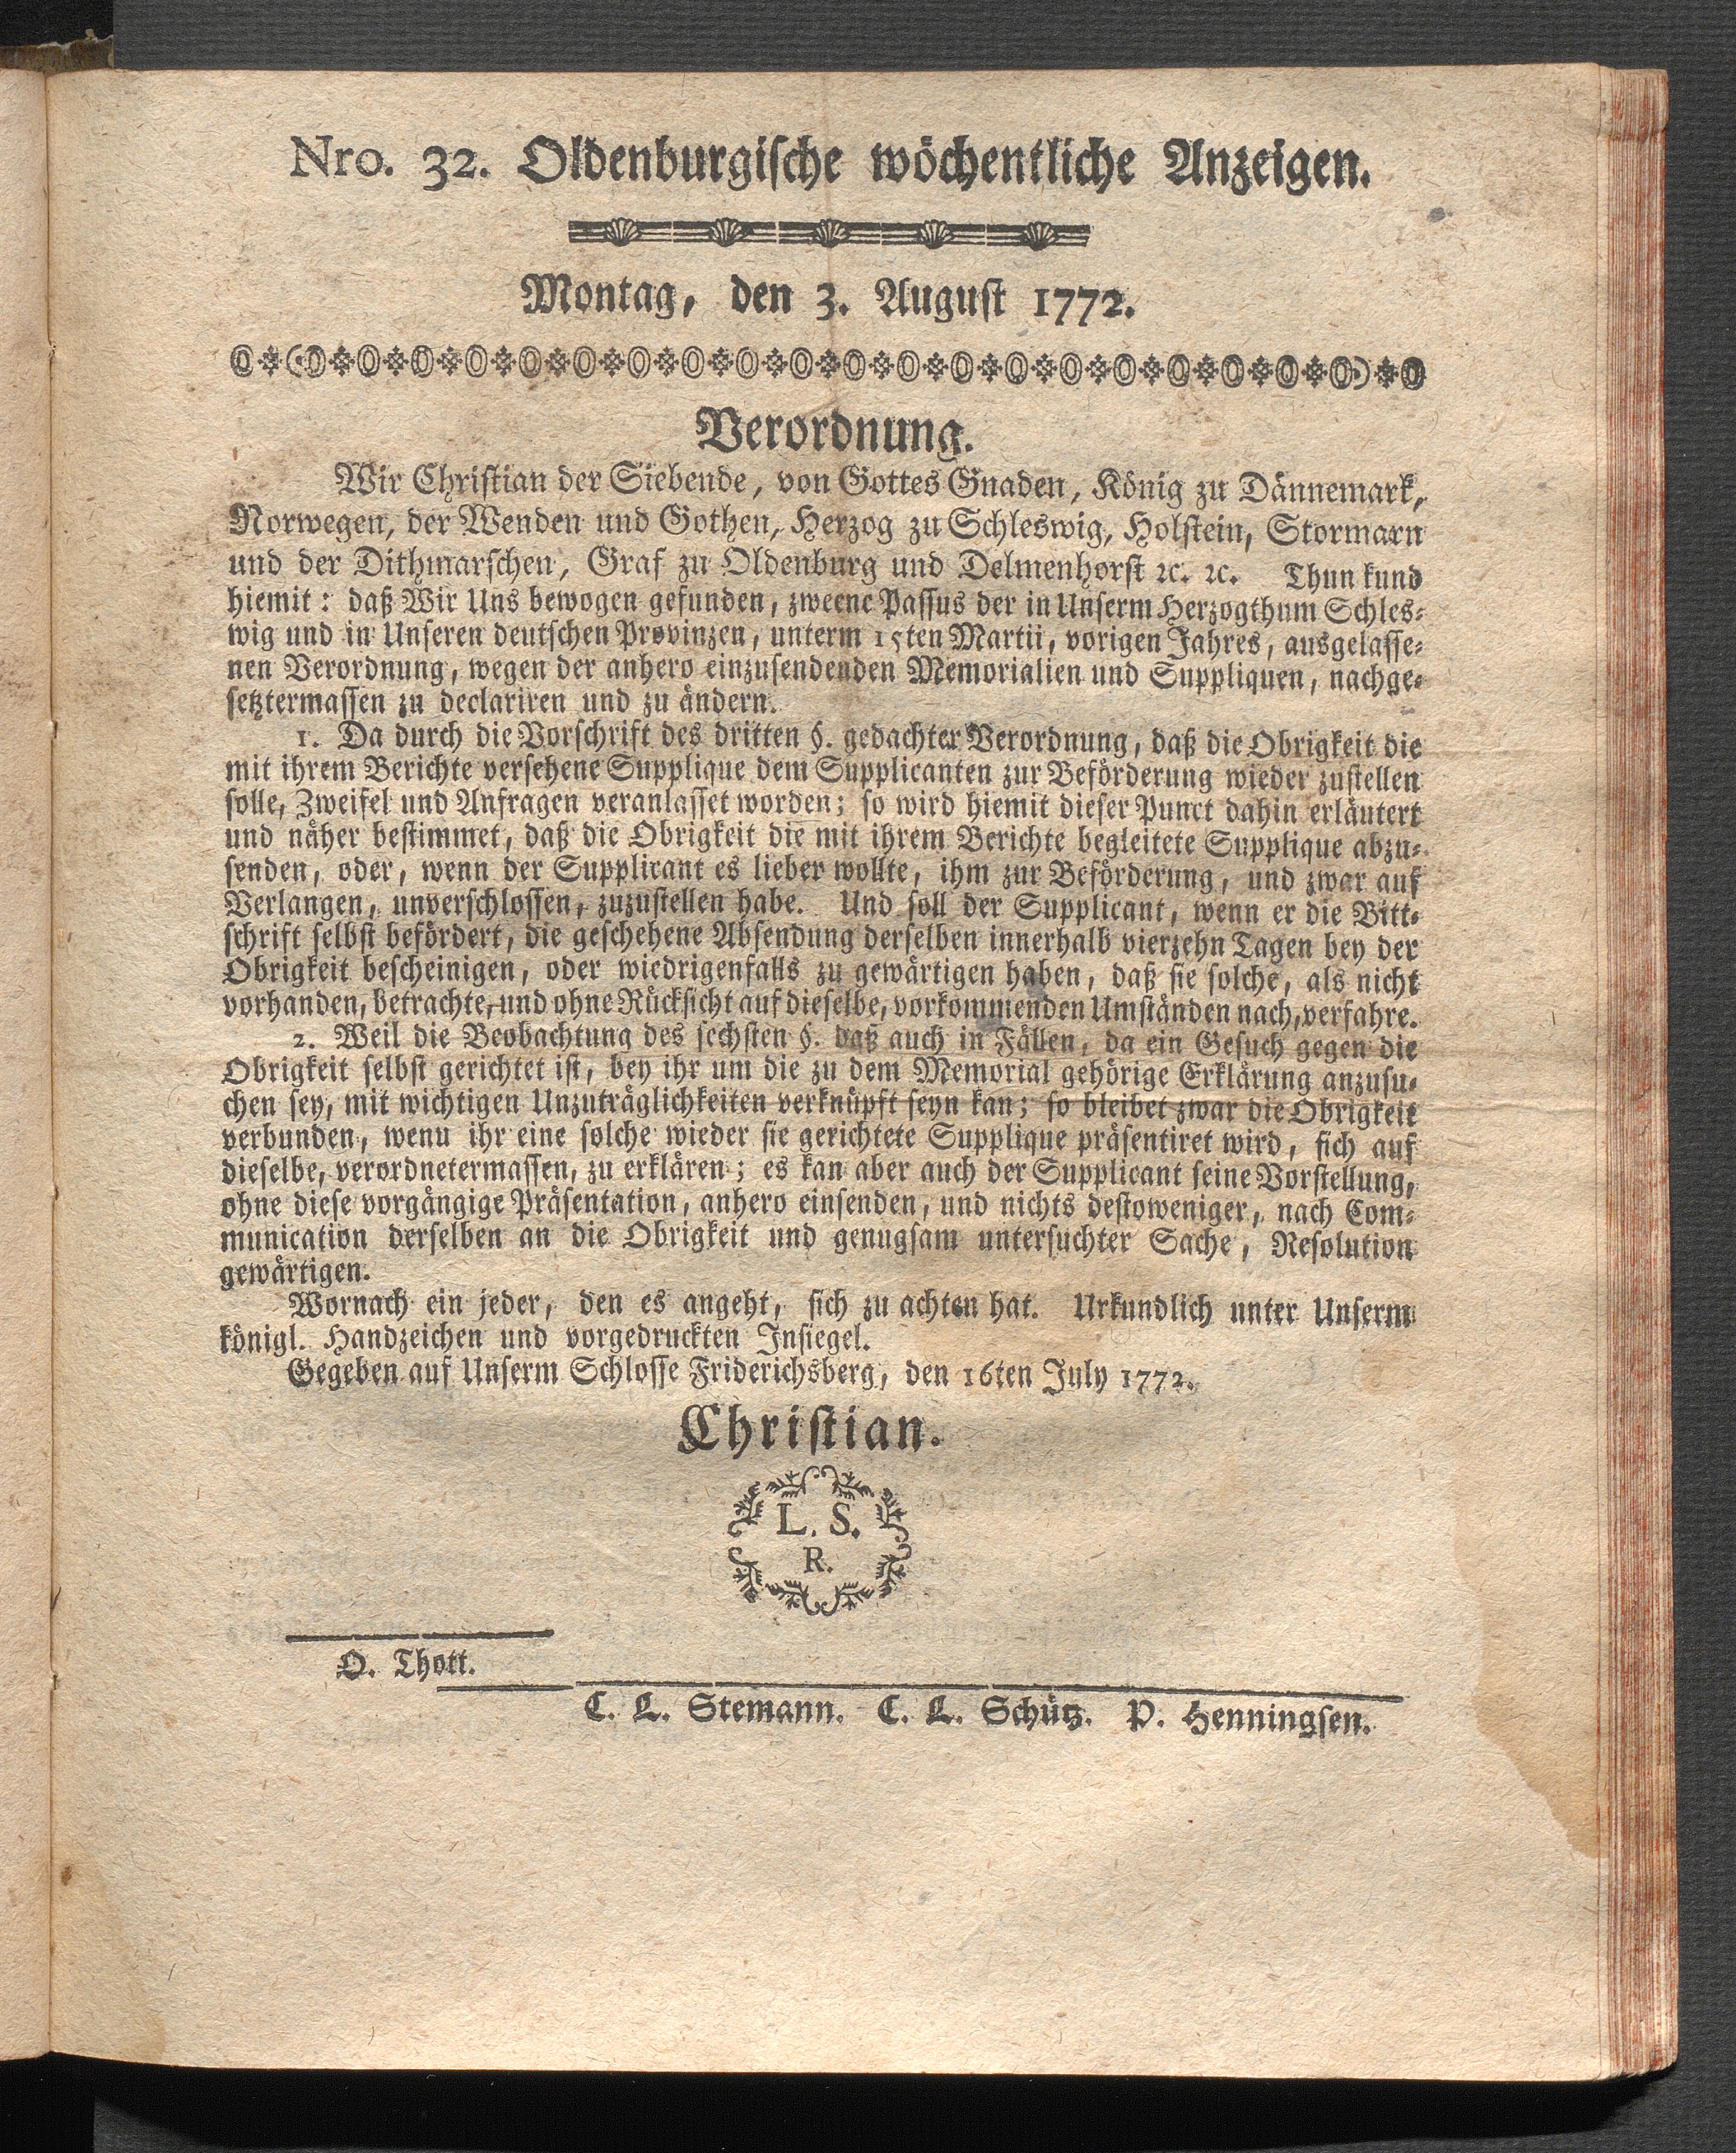 Nro. 32. Oldenburgische wöchentliche Anzeigen.
Montag, den 3. August 1772.
Verordnung.
Wir Christian der Siebende, von Gottes Gnaden, König zu Dännemark,
Norwegen, der Wenden und Gothen, Herzog zu Schleswig, Holstein, Stormarn
und der Dithmarschen, Graf zu Oldenburg und Delmenhorst ꝛc. ꝛc. Thun kund
hiemit: daß Wir Uns bewogen gefunden, zweene Passus der in Unserm Herzogthum Schles-
wig und in Unseren deutschen Provinzen, unterm 15ten Martii, vorigen Jahres, ausgelasse-
nen Verordnung, wegen der anhero einzusendenden Memorialien und Suppliquen, nachge-
setztermassen zu declariren und zu ändern.
1. Da durch die Vorschrift des dritten §. gedachter Verordnung, daß die Obrigkeit die
mit ihrem Berichte versehene Supplique dem Supplicanten zur Beförderung wieder zustellen
solle, Zweifel und Anfragen veranlasset worden; so wird hiemit dieser Punct dahin erläutert
und näher bestimmet, daß die Obrigkeit die mit ihrem Berichte begleitete Supplique abzu-
senden, oder, wenn der Supplicant es lieber wollte, ihm zur Beförderung, und zwar auf
Verlangen, unverschlossen, zuzustellen habe. Und soll der Supplicant, wenn er die Bitt-
schrift selbst befördert, die geschehene Absendung derselben innerhalb vierzehn Tagen bey der
Obrigkeit bescheinigen, oder wiedrigenfalls zu gewärtigen haben, daß sie solche, als nicht
vorhanden, betrachte, und ohne Rücksicht auf dieselbe, vorkommenden Umständen nach, verfahre.
2. Weil die Beobachtung des sechsten §. daß auch in Fällen, da ein Gesuch gegen die
Obrigkeit selbst gerichtet ist, bey ihr um die zu dem Memorial gehörige Erklärung anzusu-
chen sey, mit wichtigen Unzuträglichkeiten verknüpft seyn kan; so bleibet zwar die Obrigkeit
verbunden, wenn ihr eine solche wieder sie gerichtete Supplique präsentiret wird, sich auf
dieselbe, verordnetermassen, zu erklären; es kan aber auch der Supplicant seine Vorstellung,
ohne diese vorgängige Präsentation, anhero einsenden, und nichts destoweniger, nach Com-
munication derselben an die Obrigkeit und genugsam untersuchter Sache, Resolution
gewärtigen.
Wornach ein jeder, den es angeht, sich zu achten hat. Urkundlich unter Unserm
königl. Handzeichen und vorgedruckten Insiegel.
Gegeben auf Unserm Schlosse Friderichsberg, den 16ten July 1772.
Christian.
L. S.
R.
O. Thott.
C. L. Stemann. C. L. Schütz. P. Henningsen.